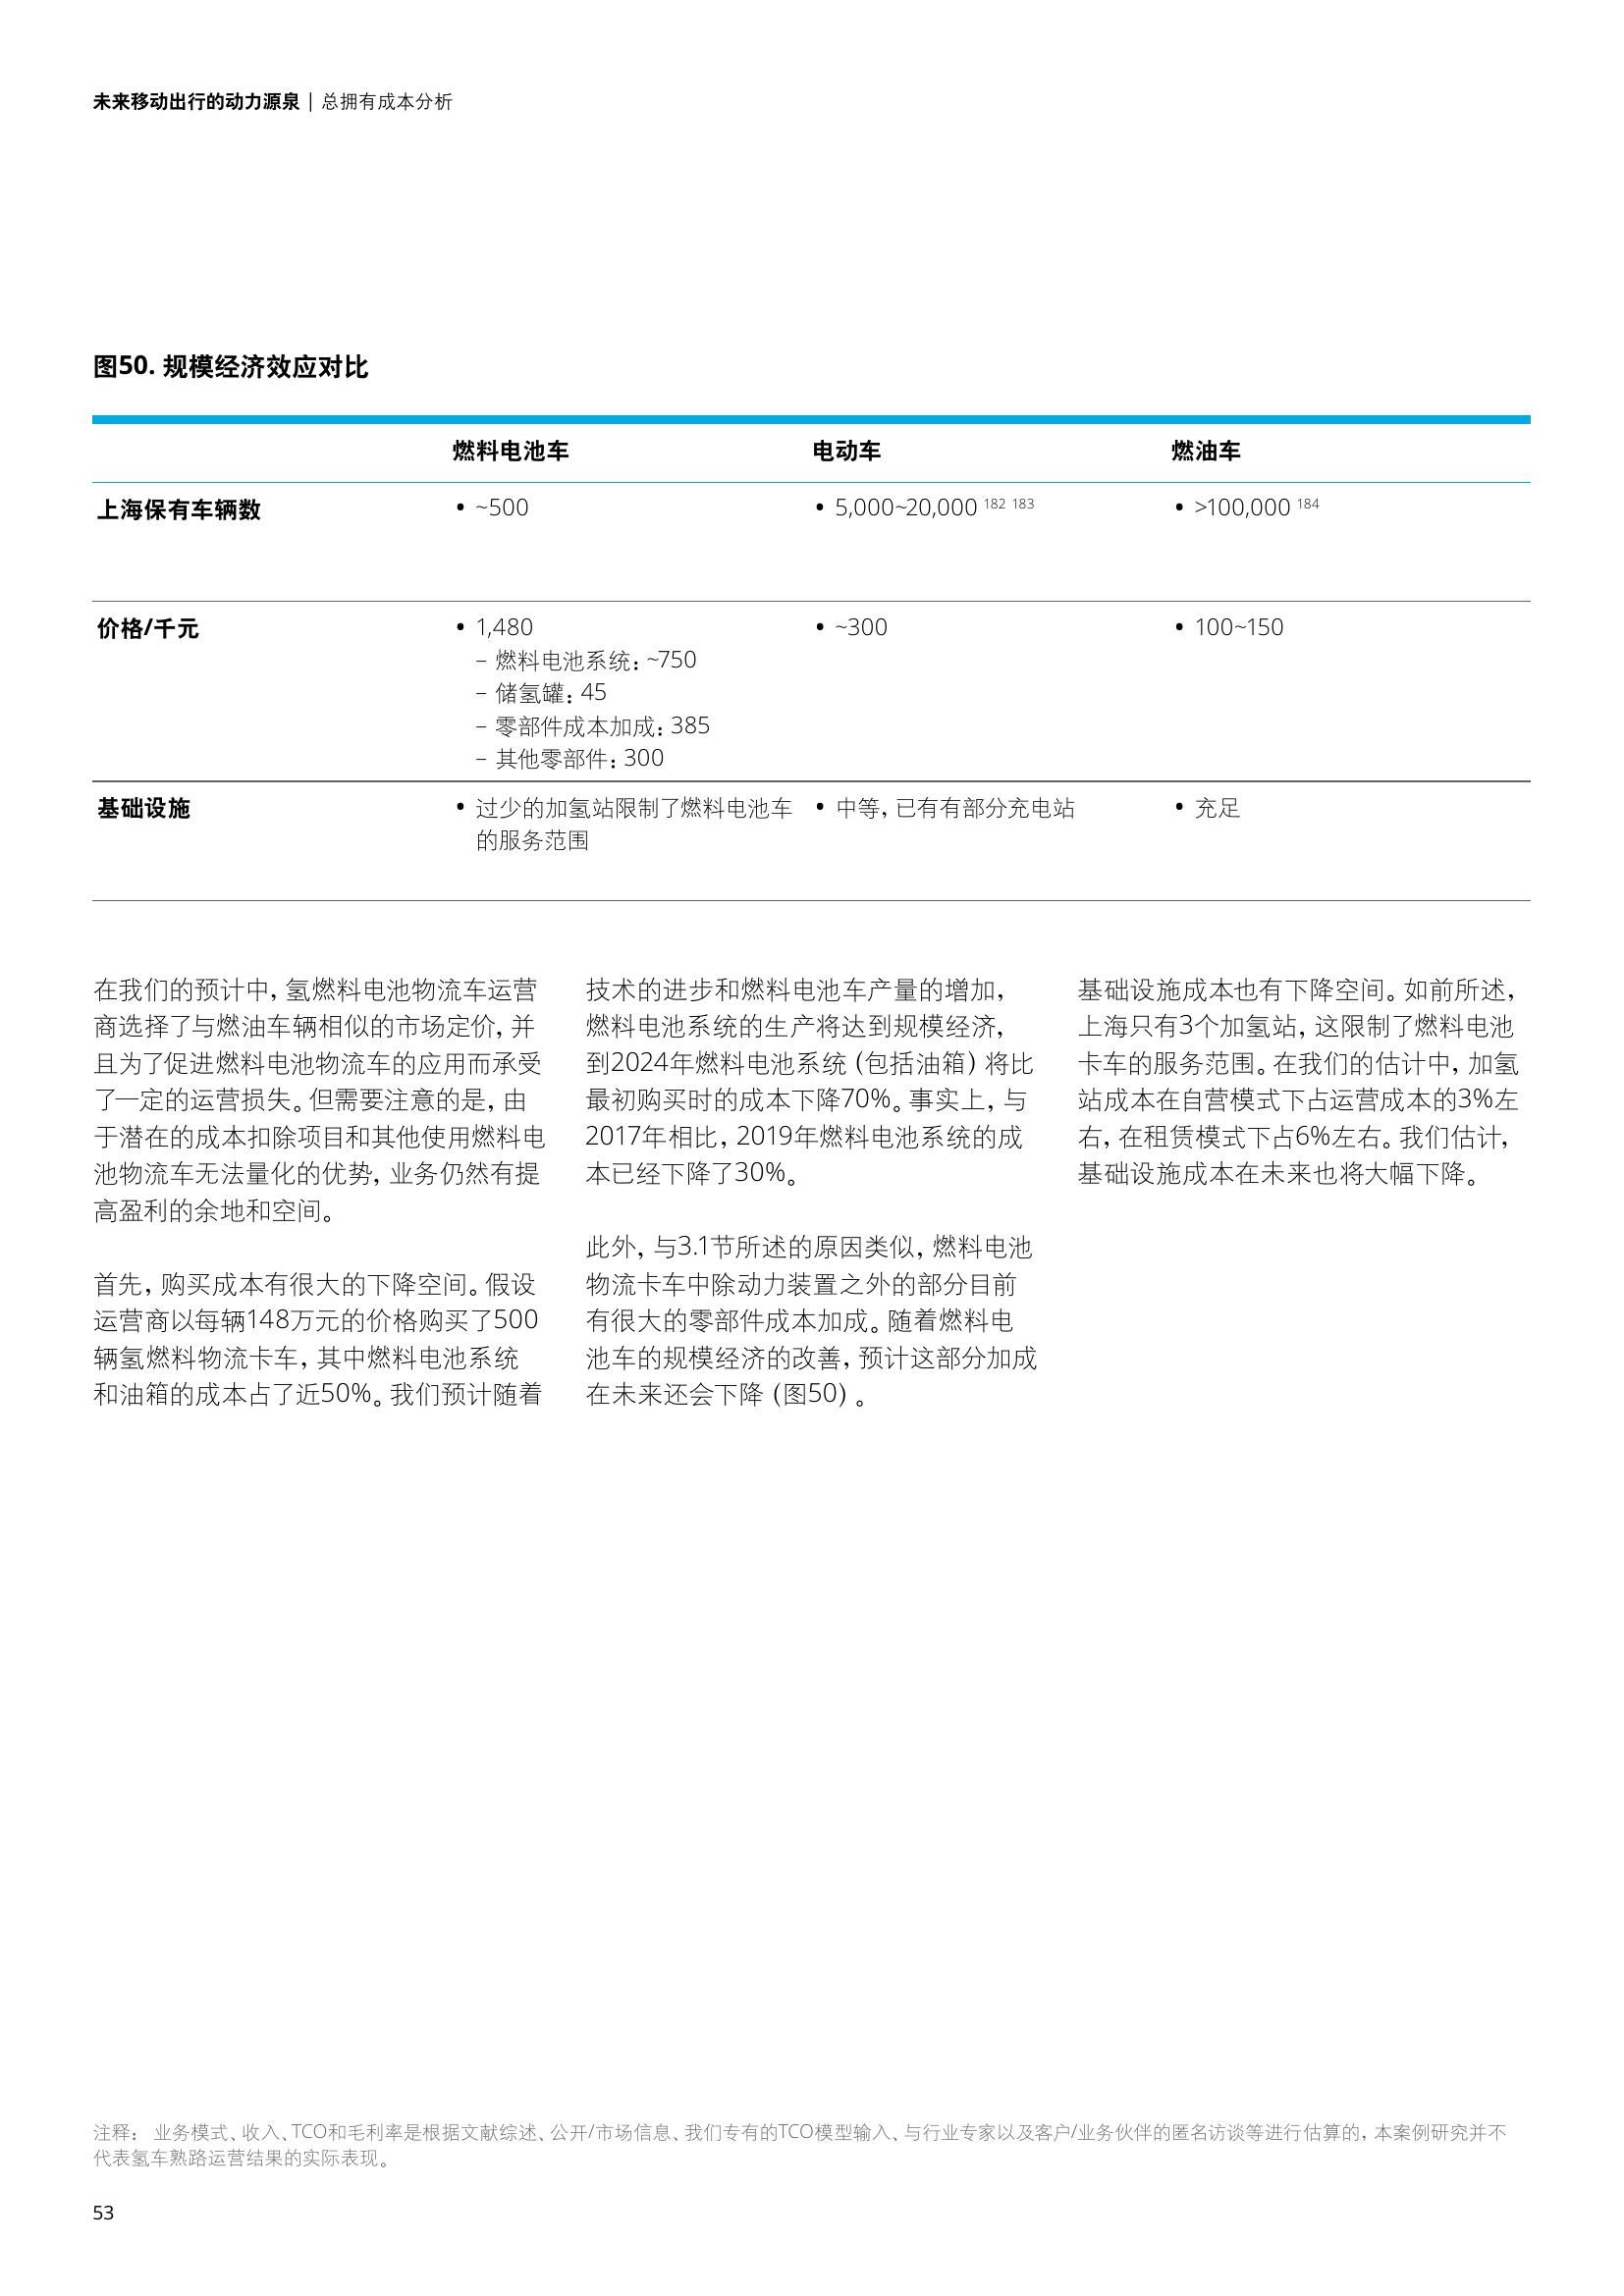 未来移动出行的动力源泉 | 总拥有成本分析
图50. 规模经济效应对比
燃料电池车 电动车 燃油车
上海保有车辆数 • ~500 • 5,000~20,000 182 183 • >100,000 184
价格/千元 • 1,480 • ~300 • 100~150
– 燃料电池系统：~750
– 储氢罐：45
– 零部件成本加成：385
– 其他零部件：300
基础设施 • 过少的加氢站限制了燃料电池车 • 中等，已有有部分充电站 • 充足
的服务范围
在我们的预计中，氢燃料电池物流车运营
商选择了与燃油车辆相似的市场定价，并
且为了促进燃料电池物流车的应用而承受
了一定的运营损失。但需要注意的是，由
于潜在的成本扣除项目和其他使用燃料电
池物流车无法量化的优势，业务仍然有提
高盈利的余地和空间。
首先，购买成本有很大的下降空间。假设
运营商以每辆148万元的价格购买了500
辆氢燃料物流卡车，其中燃料电池系统
和油箱的成本占了近50%。我们预计随着
技术的进步和燃料电池车产量的增加，
燃料电池系统的生产将达到规模经济，
到2024年燃料电池系统（包括油箱）将比
最初购买时的成本下降70%。事实上，与
2017年相比，2019年燃料电池系统的成
本已经下降了30%。
此外，与3.1节所述的原因类似，燃料电池
物流卡车中除动力装置之外的部分目前
有很大的零部件成本加成。随着燃料电
池车的规模经济的改善，预计这部分加成
在未来还会下降（图50）。
基础设施成本也有下降空间。如前所述，
上海只有3个加氢站，这限制了燃料电池
卡车的服务范围。在我们的估计中，加氢
站成本在自营模式下占运营成本的3%左
右，在租赁模式下占6%左右。我们估计，
基础设施成本在未来也将大幅下降。
注释： 业务模式、收入、TCO和毛利率是根据文献综述、公开/市场信息、我们专有的TCO模型输入、与行业专家以及客户/业务伙伴的匿名访谈等进行估算的，本案例研究并不
代表氢车熟路运营结果的实际表现。
53